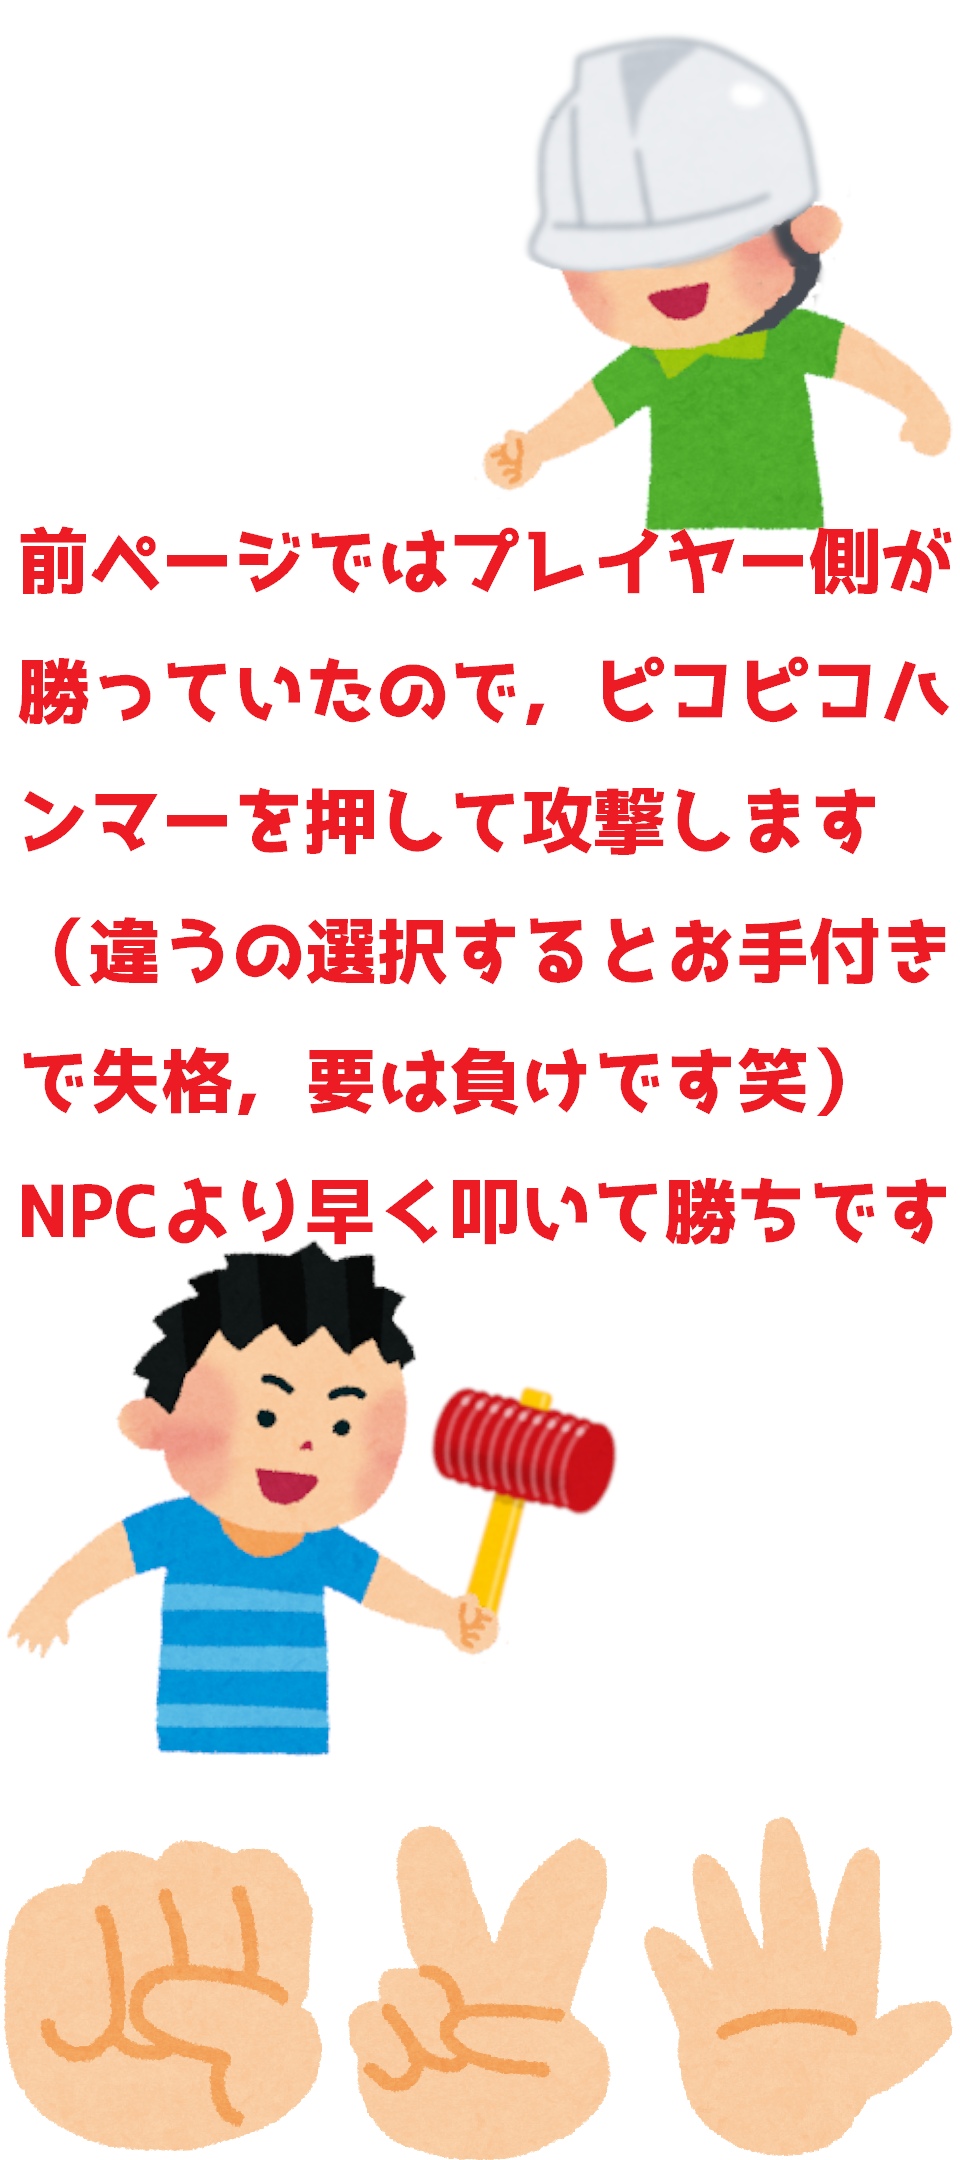 前ページではプレイヤー側が
勝っていたので，ピコピコハ
ンマーを押して攻撃します
（違うの選択するとお手付き
で失格，要は負けです笑）
NPCより早く叩いて勝ちです